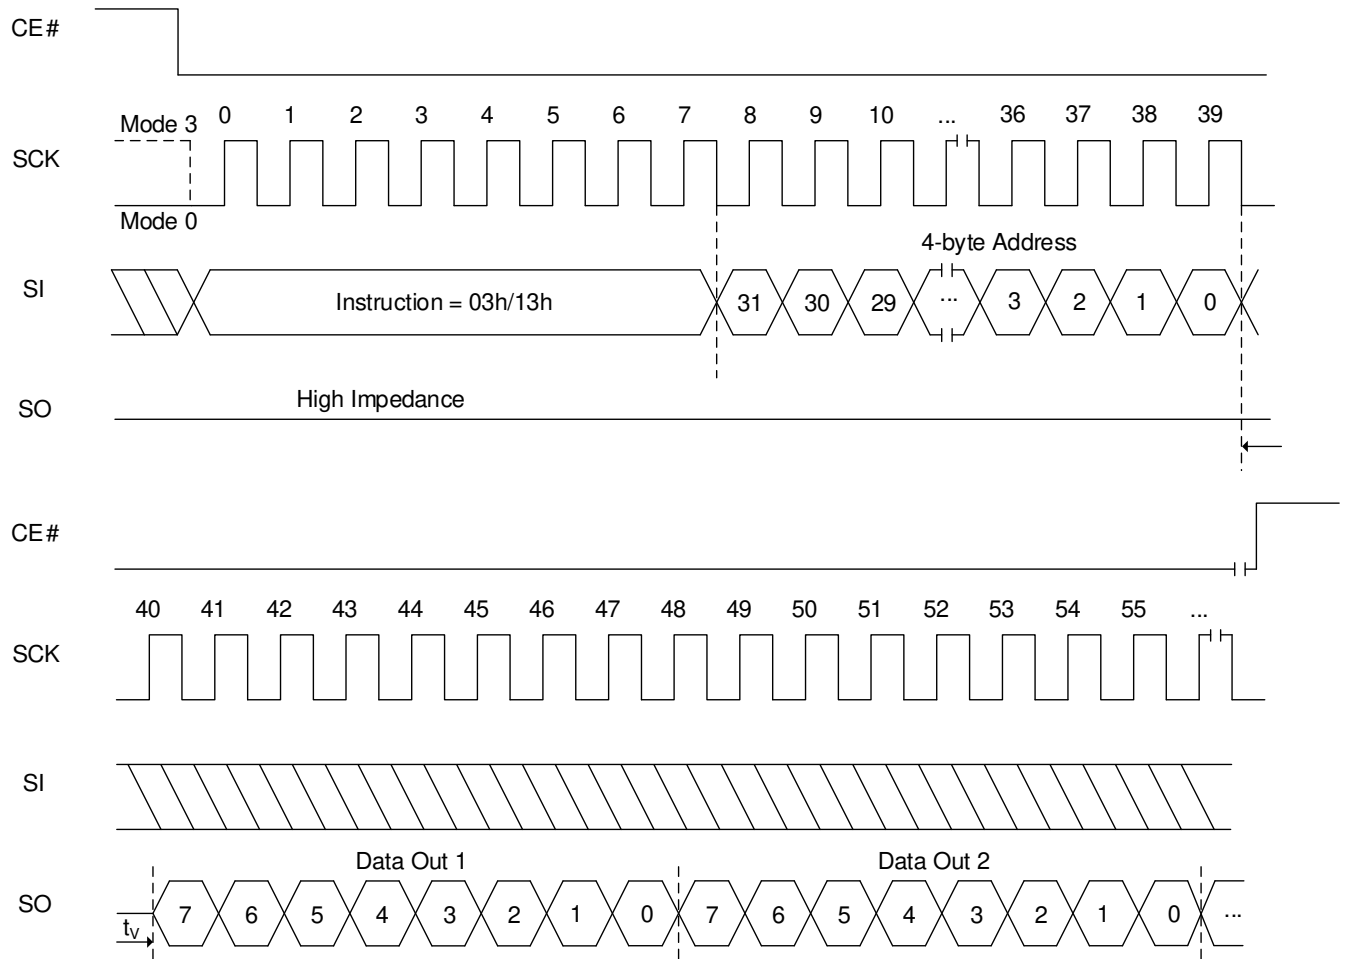 CE#
0 1 2 3 4 5 6 7 8 9 10 ... 36 37 38 39
Mode 3
SCK
Mode 0
4-byte Address
SI
Instruction = 03h/13h 31 30 29 ... 3 2 1 0
High Impedance
SO
CE#
40 41 42 43 44 45 46 47 48 49 50 51 52 53 54 55 ...
SCK
SI
Data Out 1 Data Out 2
SO
7 6 5 4 3 2 1 0 7 6 5 4 3 2 1 0 ...
tV